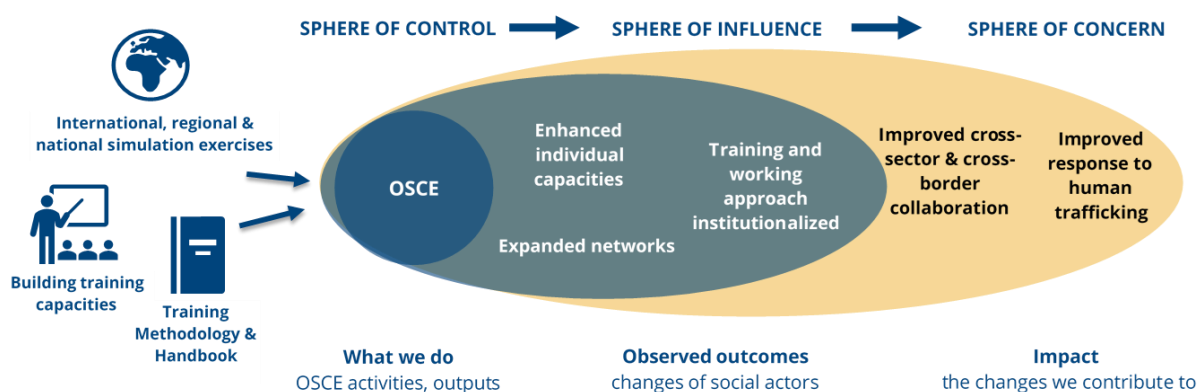 SPHERE OF CONTROL
SPHERE OF INFLUENCE
SPHERE OF CONCERN
International, regional &
national simulation exercises
Building training
capacities
Training
Methodology &
Handbook
OSCE
Enhanced
individual
capacities
Expanded networks
Training and
working
approach
institutionalized
Improved cross-
sector & cross-
border
collaboration
Improved
response to
human
trafficking
What we do
OSCE activities, outputs
Observed outcomes
changes of social actors
Impact
the changes we contribute to